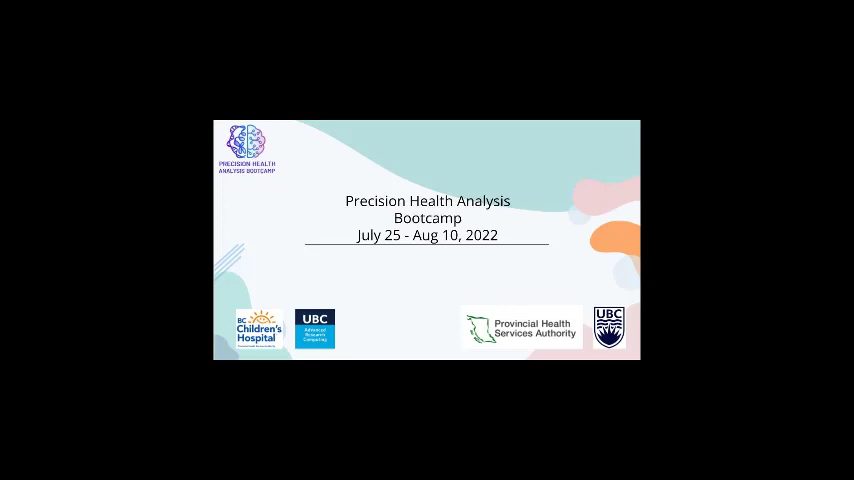 PRECISION HEALTH
ANALYSIS BOOTCAMP
Precision Health Analysis
Bootcamp
July 25 - Aug 10, 2022
BC
Children's
Hospital
UBC
Advanced
Research
Computing
Provincial Health
Services Authority
UBC